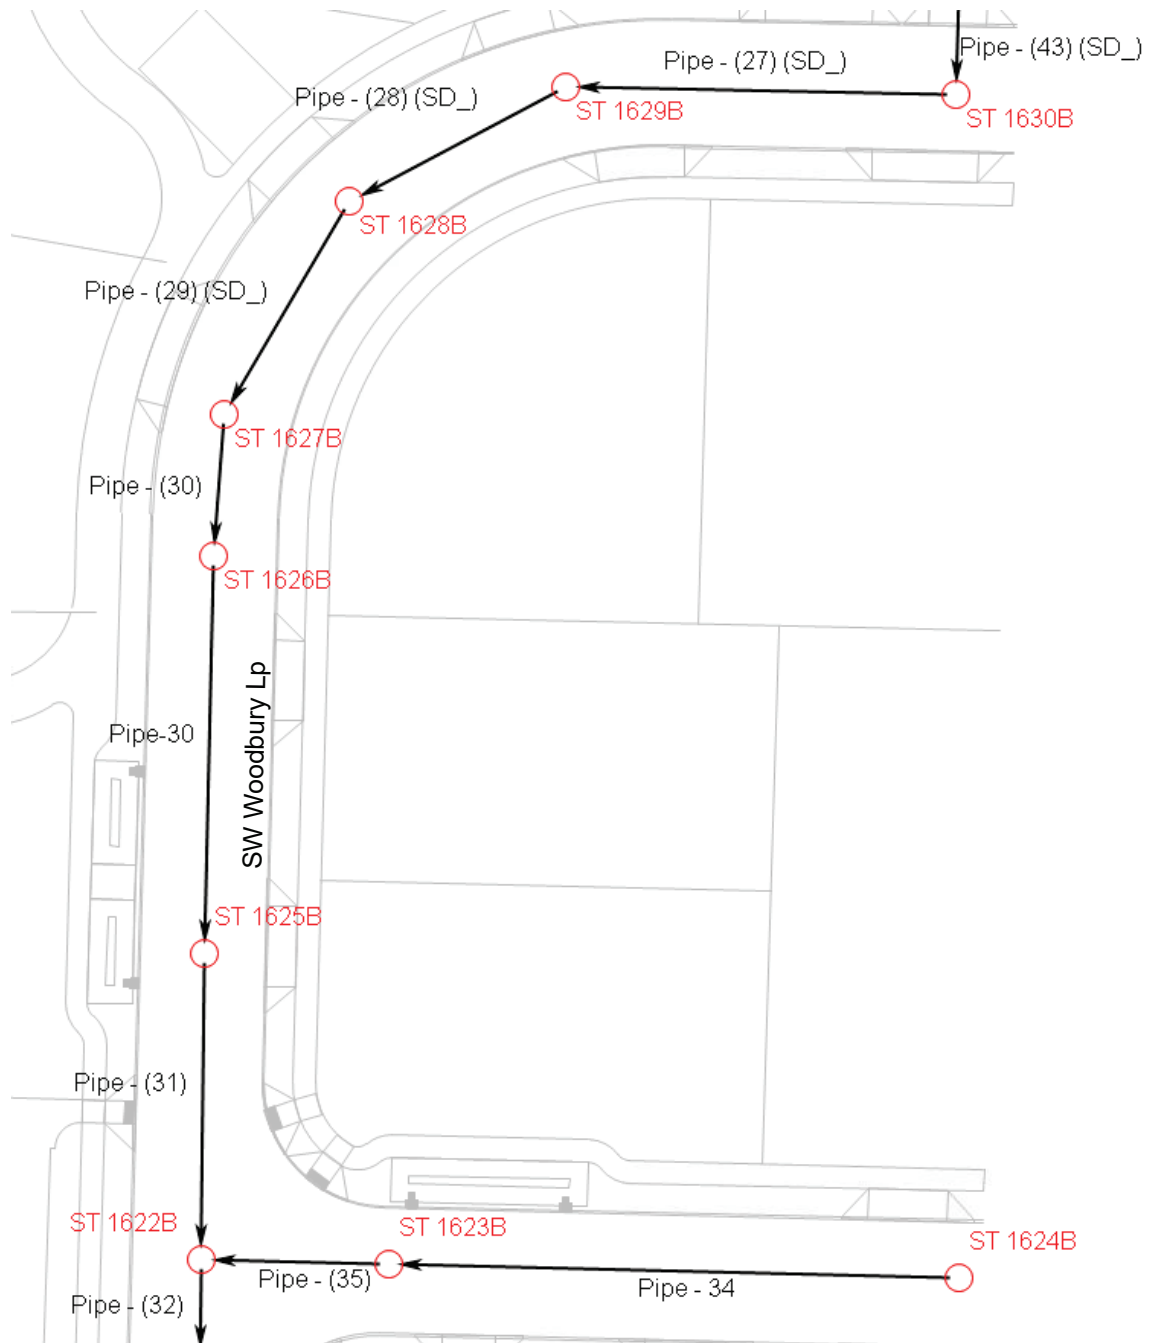 Pipe - (43) (SD_)
Pipe - (27) (SD_)
Pipe - (28) (SD_)
ST 1629B
ST 1630B
ST 1628B
Pipe - (29) (SD_)
ST 1627B
Pipe - (30)
ST 1626B
SW Woodbury Lp
Pipe-30
ST 1625B
Pipe - (31)
ST 1622B
ST 1623B
ST 1624B
Pipe - (35)
Pipe - 34
Pipe - (32)